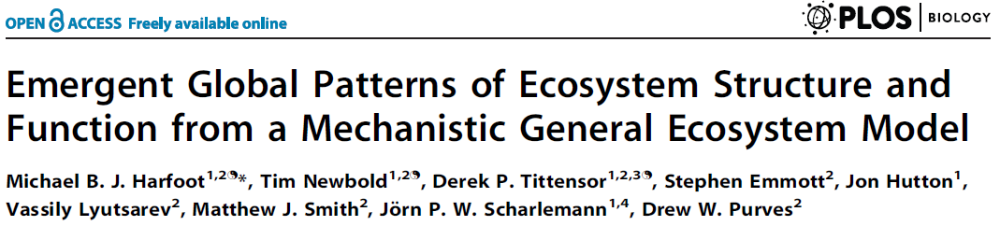 OPEN ACCESS Freely available online
PLOS | BIOLOGY
Emergent Global Patterns of Ecosystem Structure and
Function from a Mechanistic General Ecosystem Model
Michael B. J. Harfoot1,2*, Tim Newbold1,2, Derek P. Tittensor1,2,3, Stephen Emmott2, Jon Hutton1,
Vassily Lyutsarev2, Matthew J. Smith2, Jörn P. W. Scharlemann1,4, Drew W. Purves2